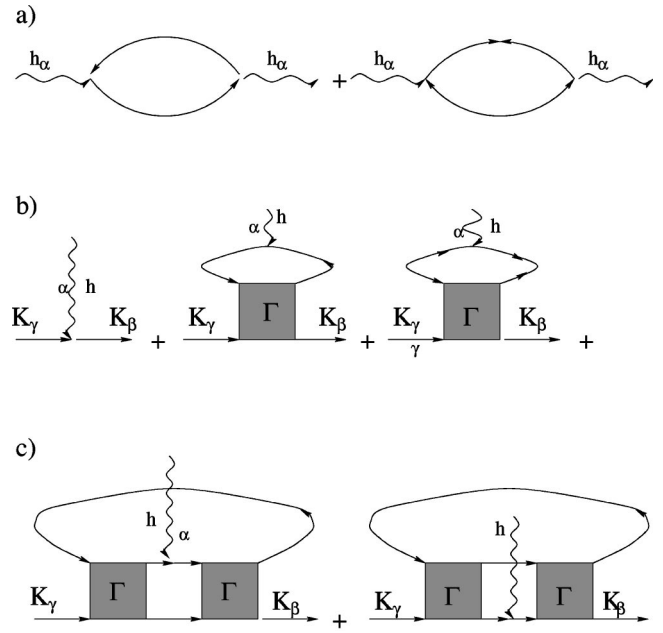 a)
hα hα + hα hα
b)
α h α h α h
Kγ Kβ + Kγ Γ Kβ + Kγ γ Γ Kβ +
c)
h α h
Kγ Γ Γ Kβ + Kγ Γ Γ Kβ